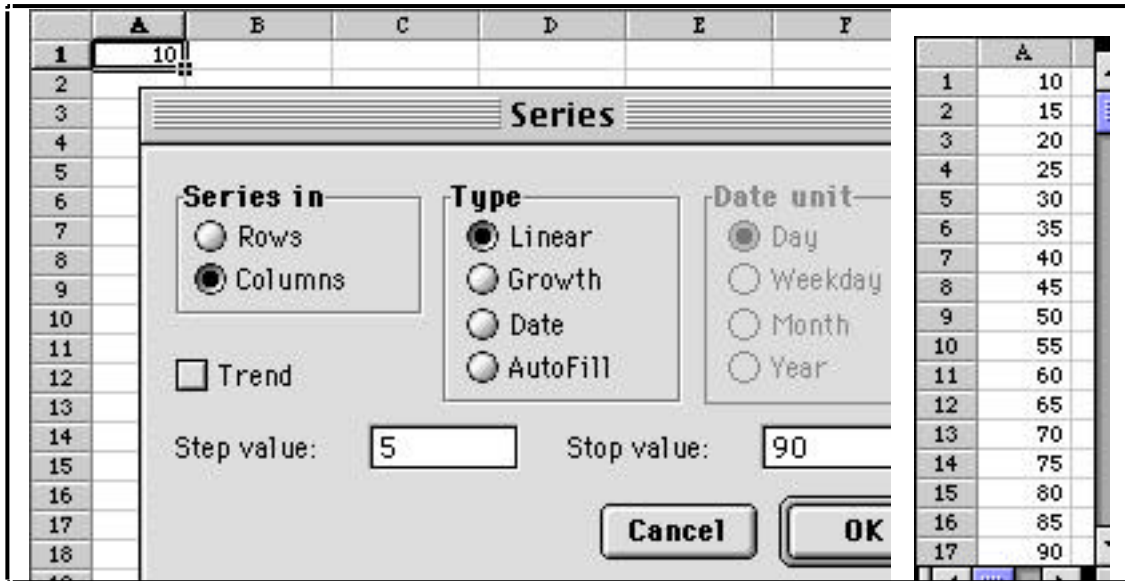 A B C D E F
1 10
2
3
4
5
6
7
8
9
10
11
12
13
14
15
16
17
18
Series
Series in
Rows
Columns
Trend
Type
Linear
Growth
Date
AutoFill
Date unit
Day
Weekday
Month
Year
Step value: 5 Stop value: 90
Cancel OK
A
1 10
2 15
3 20
4 25
5 30
6 35
7 40
8 45
9 50
10 55
11 60
12 65
13 70
14 75
15 80
16 85
17 90